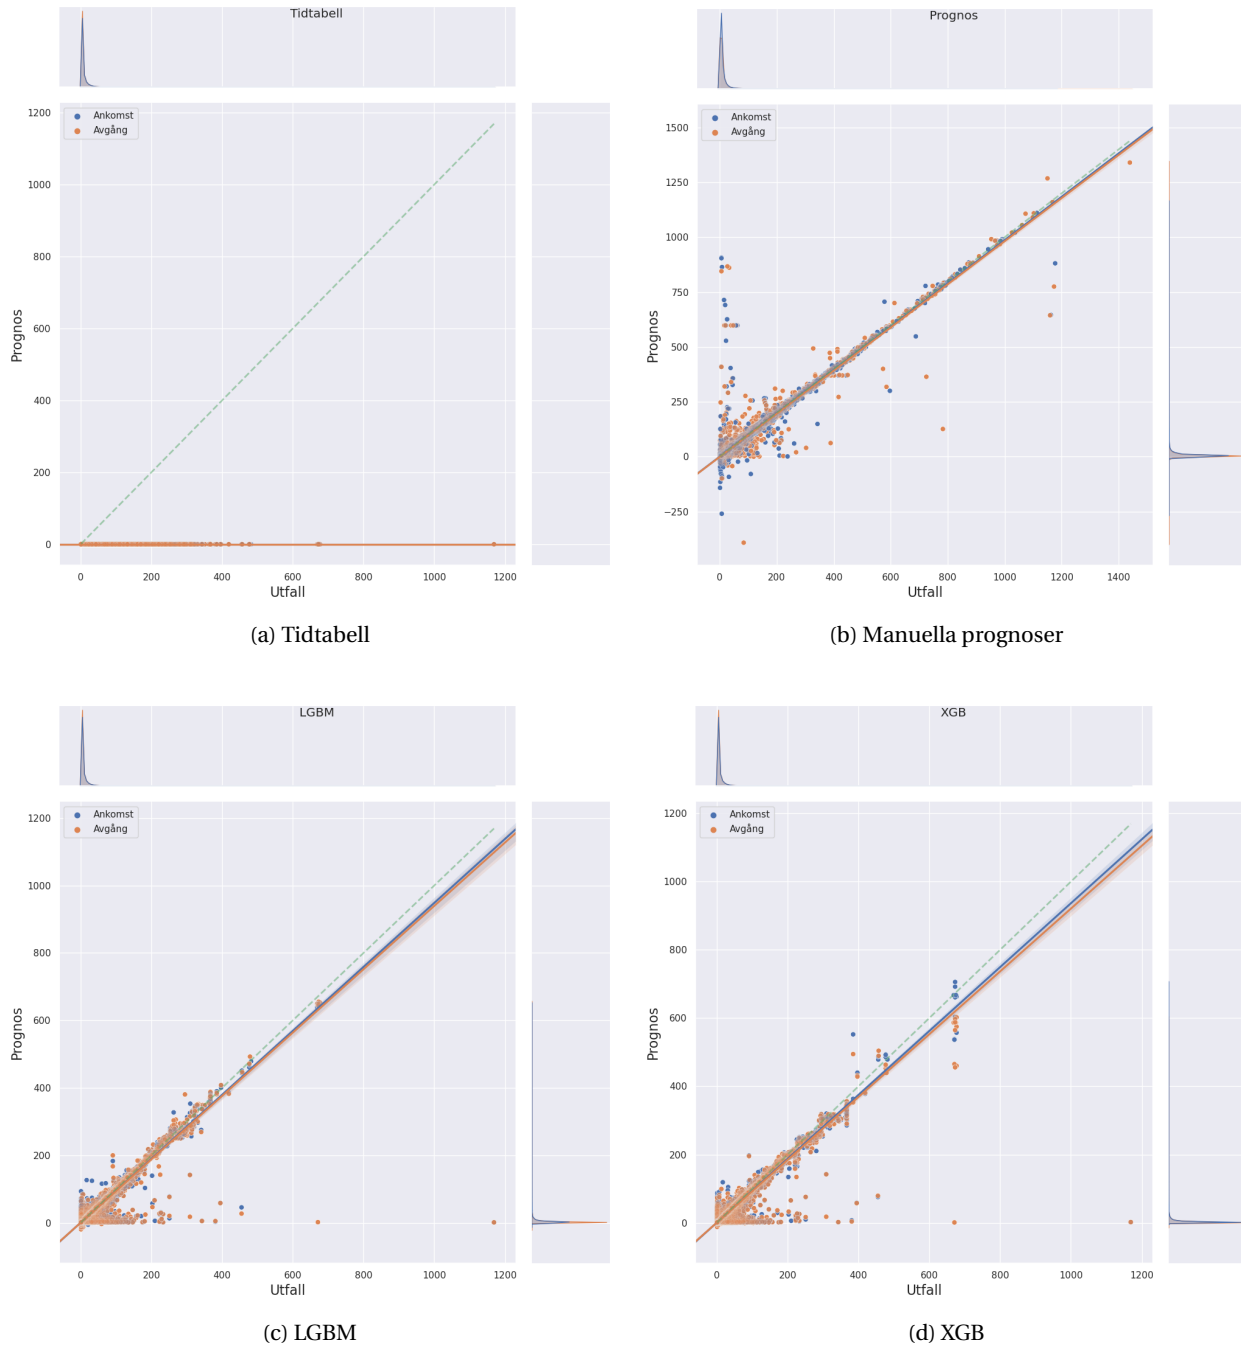 Tidtabell
Ankomst
Avgång
1200
1000
800
600
400
200
0
Prognos
0 200 400 600 800 1000 1200
Utfall
(a) Tidtabell
Prognos
Ankomst
Avgång
1500
1250
1000
750
500
250
0
−250
Prognos
0 200 400 600 800 1000 1200 1400
Utfall
(b) Manuella prognoser
LGBM
Ankomst
Avgång
1200
1000
800
600
400
200
0
Prognos
0 200 400 600 800 1000 1200
Utfall
(c) LGBM
XGB
Ankomst
Avgång
1200
1000
800
600
400
200
0
Prognos
0 200 400 600 800 1000 1200
Utfall
(d) XGB